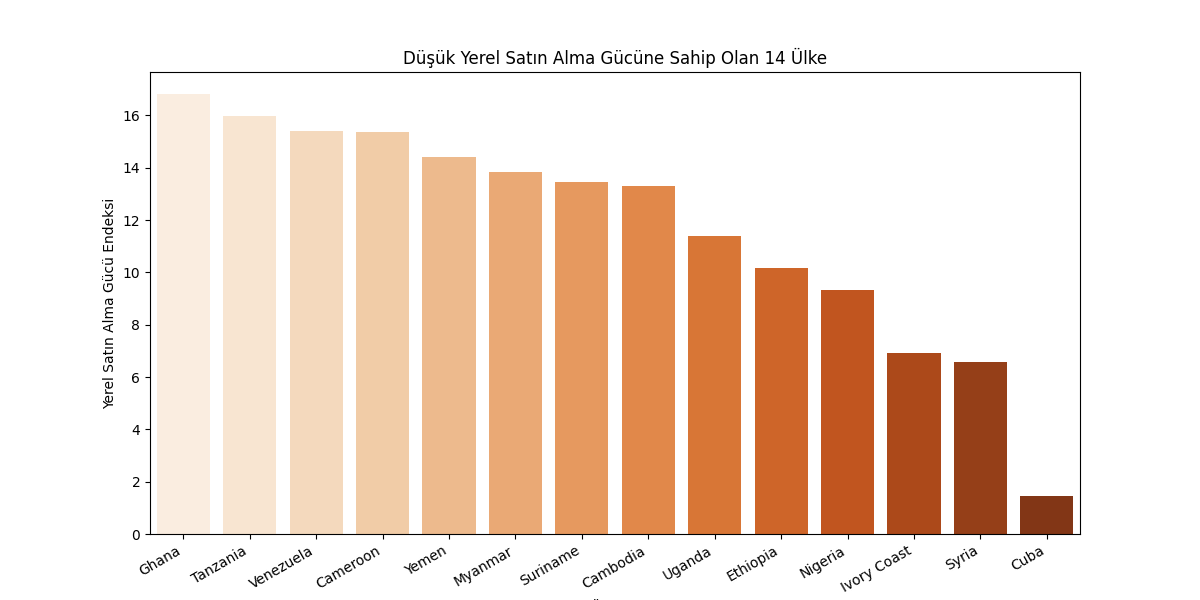 Düşük Yerel Satın Alma Gücüne Sahip Olan 14 Ülke
Yerel Satın Alma Gücü Endeksi
16
14
12
10
8
6
4
2
0
Ghana
Tanzania
Venezuela
Cameroon
Yemen
Myanmar
Suriname
Cambodia
Uganda
Ethiopia
Nigeria
Ivory Coast
Syria
Cuba